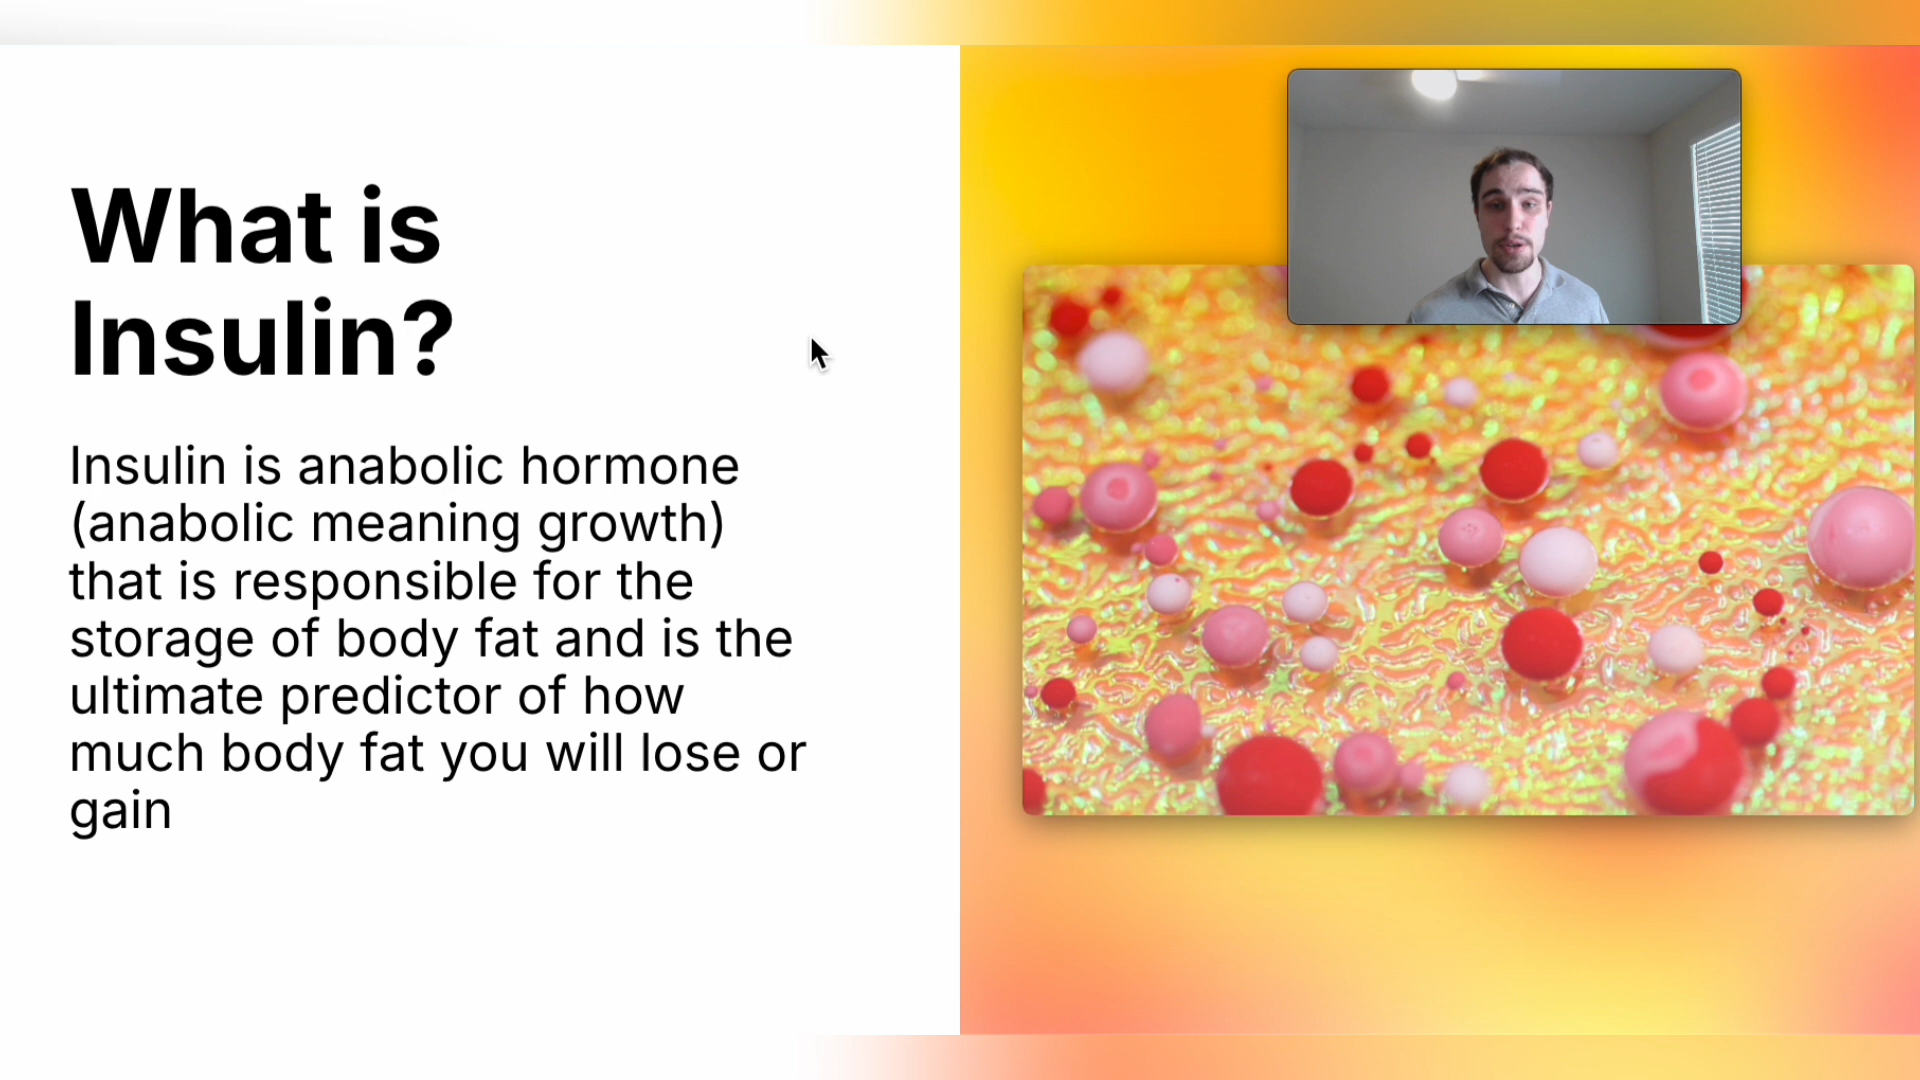 What is
Insulin?
Insulin is anabolic hormone
(anabolic meaning growth)
that is responsible for the
storage of body fat and is the
ultimate predictor of how
much body fat you will lose or
gain